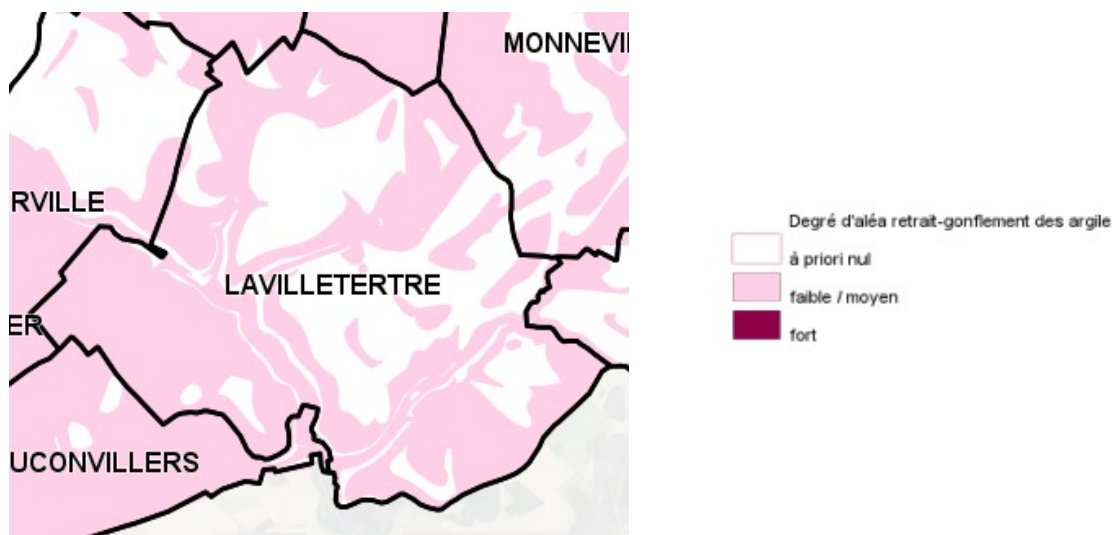 MONNEVI
RVILLE
LAVILLETERTRE
ER
UCONVILLERS
Degré d'aléa retrait-gonflement des argile
à priori nul
faible / moyen
fort